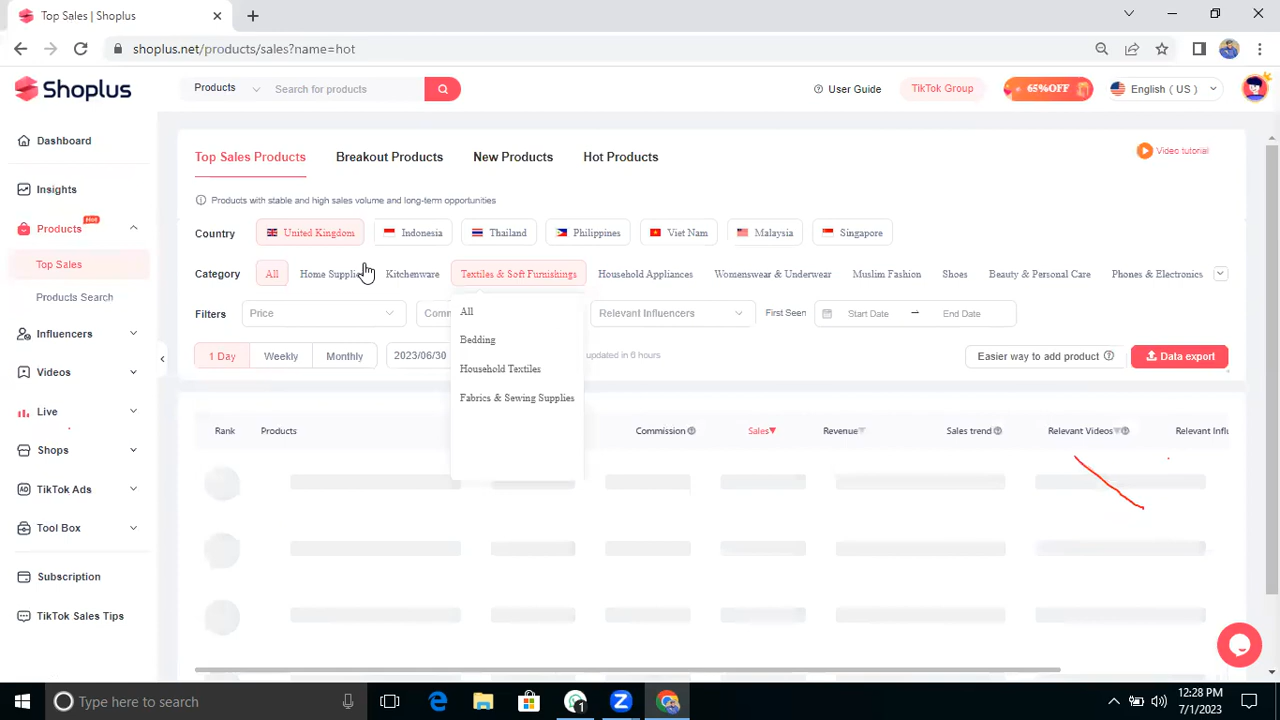 Top Sales | Shoplus
shoplus.net/products/sales?name=hot
Shoplus
Products
Search for products
User Guide
TikTok Group
65%OFF
English ( US )
Dashboard
Insights
Products
Hot
Top Sales
Products Search
Influencers
Videos
Live
Shops
TikTok Ads
Tool Box
Subscription
TikTok Sales Tips
Top Sales Products Breakout Products New Products Hot Products
Video tutorial
Products with stable and high sales volume and long-term opportunities
Country United Kingdom Indonesia Thailand Philippines Viet Nam Malaysia Singapore
Category All Home Supplie Kitchenware Textiles & Soft Furnishings Household Appliances Womenswear & Underwear Muslim Fashion Shoes Beauty & Personal Care Phones & Electronics
Filters Price Comm Relevant Influencers First Seen Start Date End Date
All
Bedding
Household Textiles
Fabrics & Sewing Supplies
1 Day Weekly Monthly 2023/06/30 updated in 6 hours Easier way to add product Data export
Rank Products Commission Sales Revenue Sales trend Relevant Videos Relevant Influ
Type here to search
AD
1
12:28 PM
7/1/2023